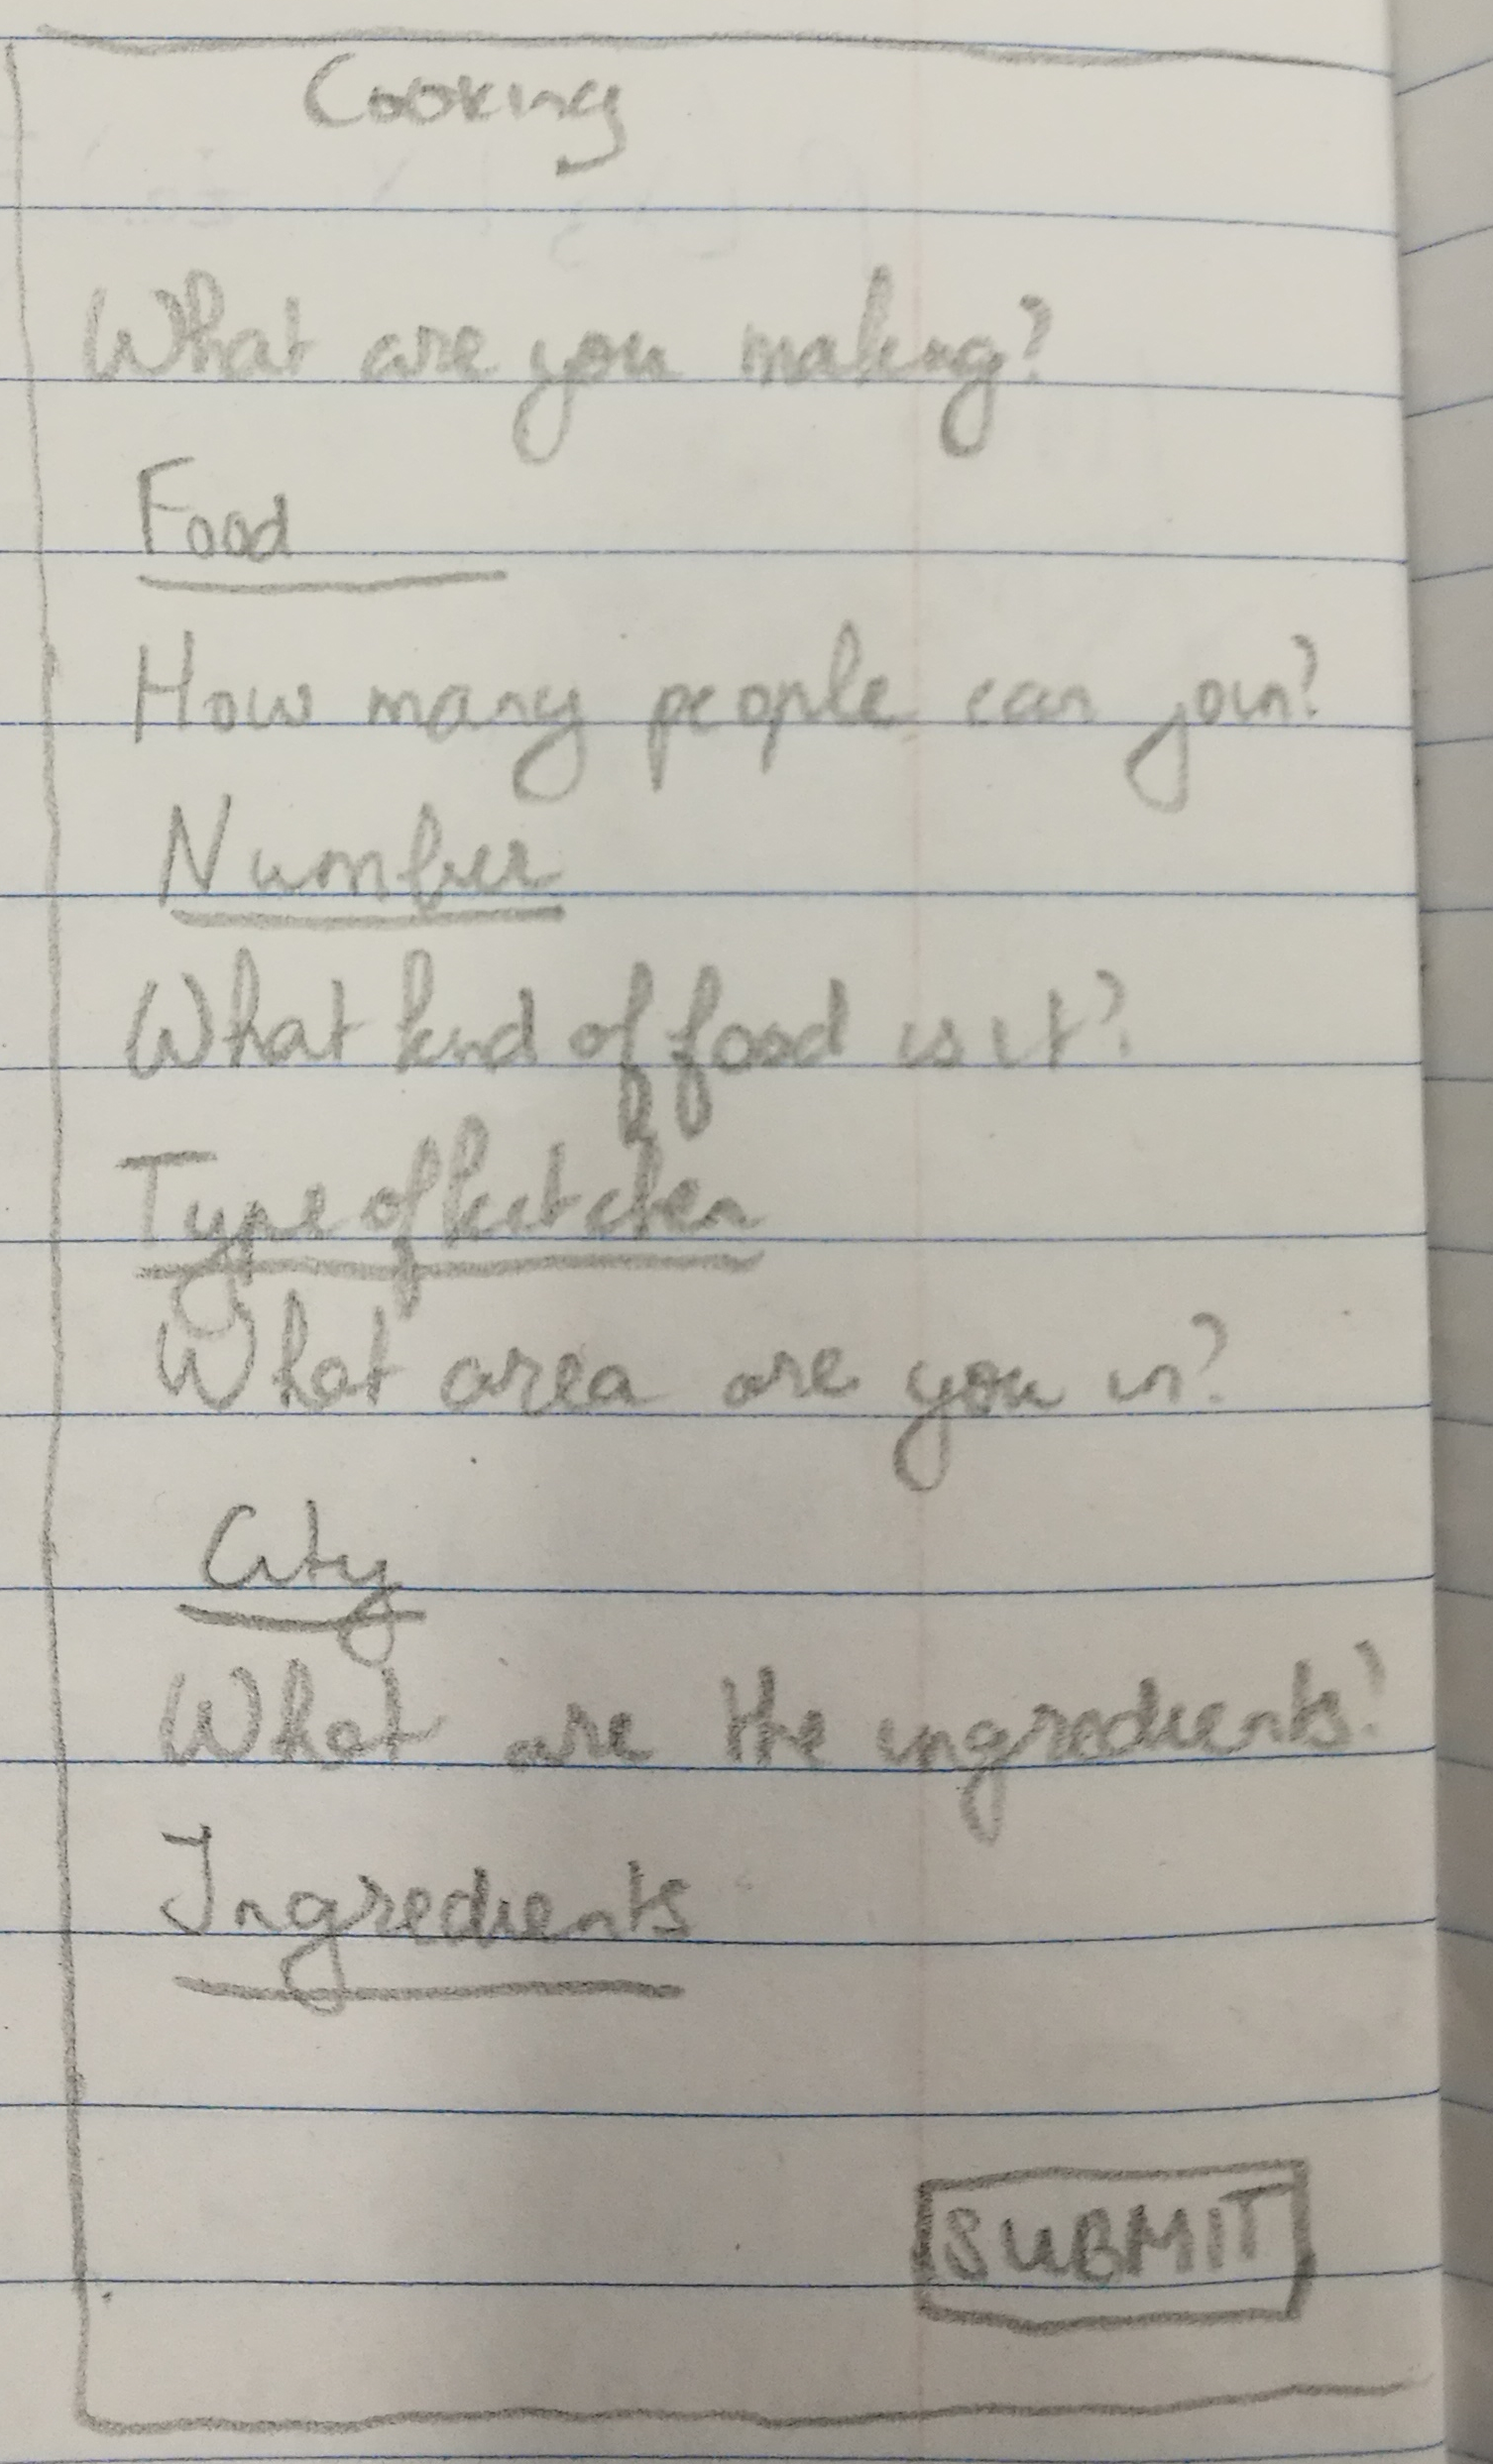 Cooking
What are you making?
Food
How many people can join?
Number
What kind of food is it?
Type of kitchen
What area are you in?
City
What are the ingredients?
Ingredients
SUBMIT